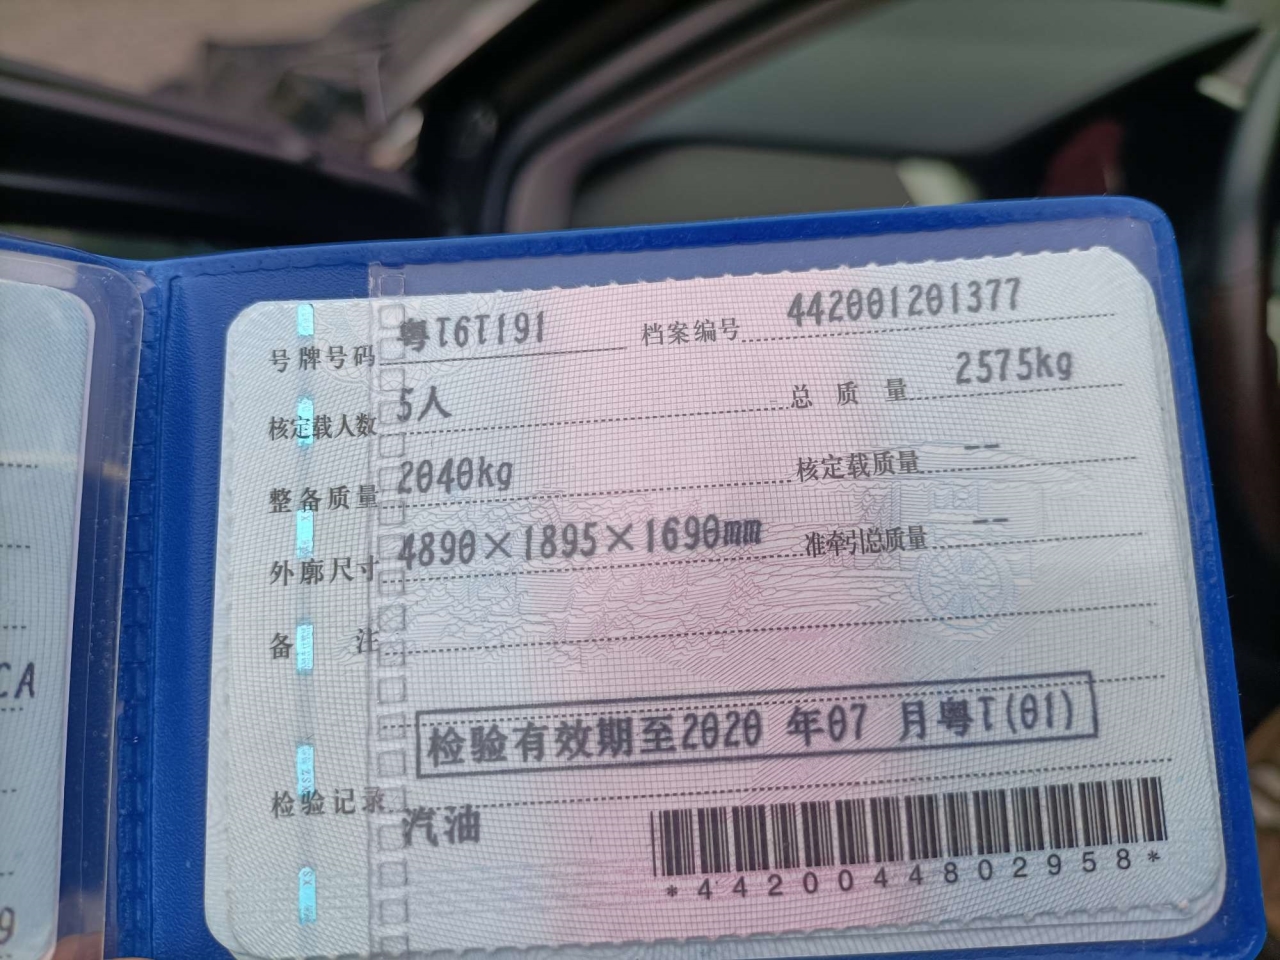 号牌号码 粤T6T191 档案编号 442001201377
核定载人数 5人 总质量 2575kg
整备质量 2040kg 核定载质量 --
外廓尺寸 4890×1895×1690mm 准牵引总质量 --
备注
检验有效期至2020 年07 月粤T(01)
检验记录
汽油
*4420044802958*
CA
9